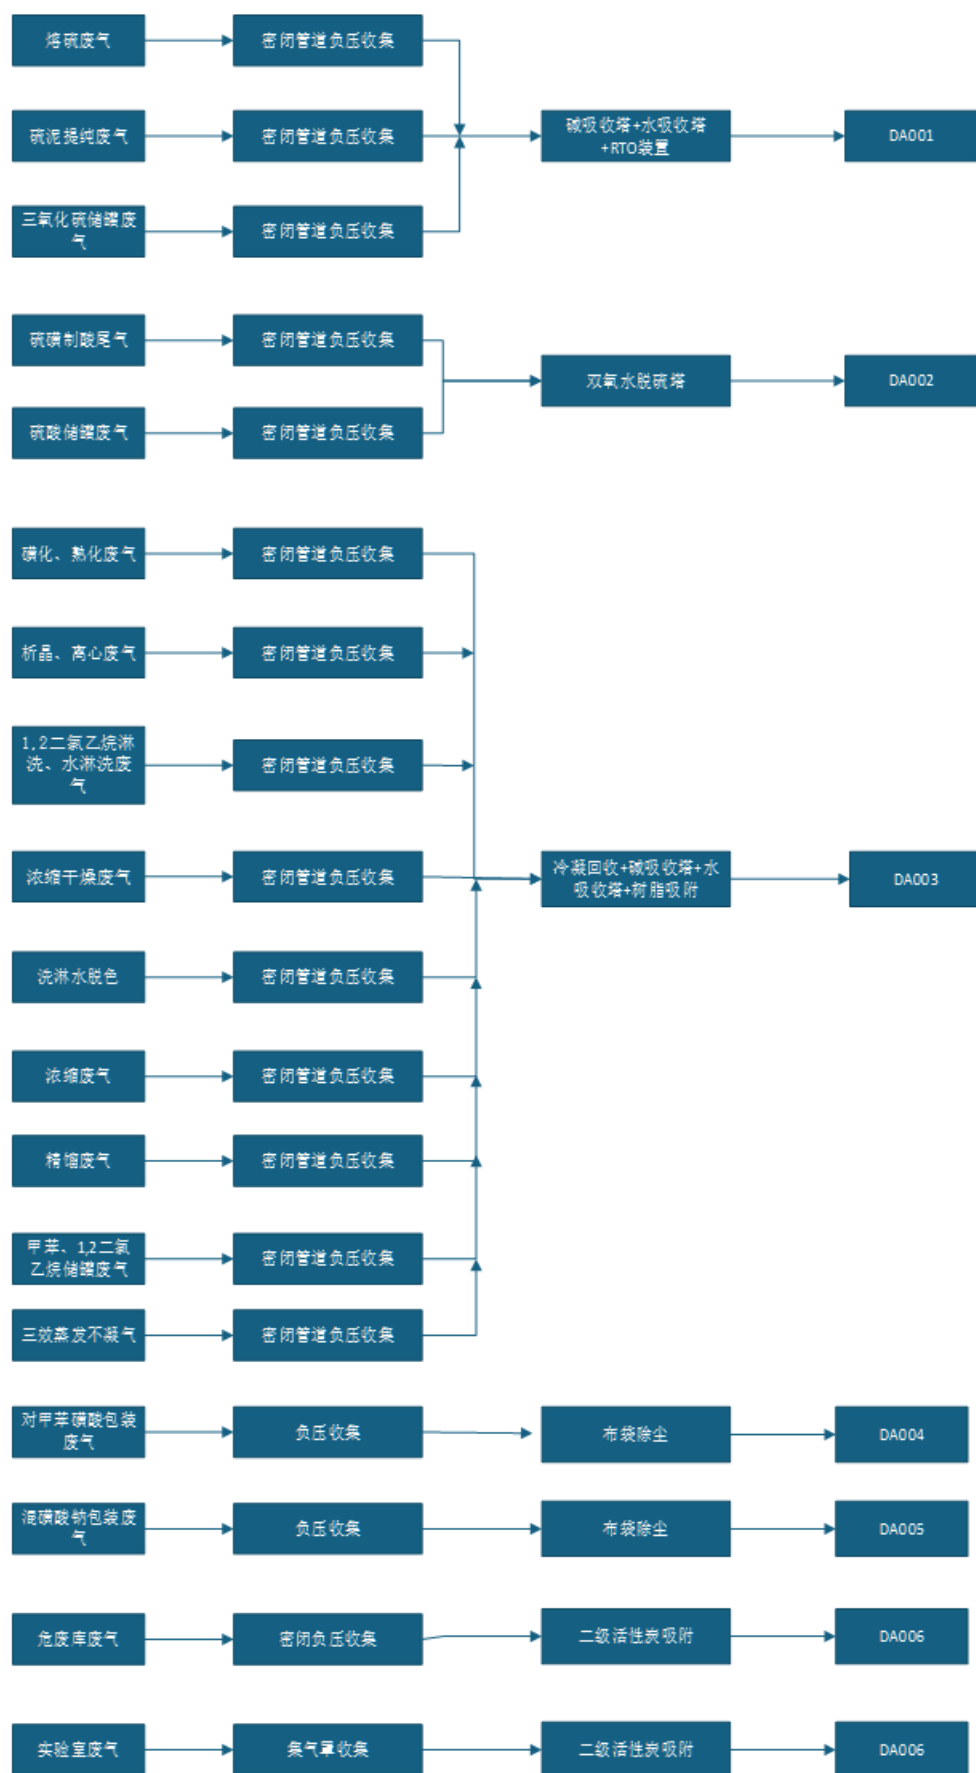 熔硫废气
密闭管道负压收集
硫泥提纯废气
密闭管道负压收集
碱吸收塔+水吸收塔
+RTO装置
DA001
三氧化硫储罐废
气
密闭管道负压收集
硫磺制酸尾气
密闭管道负压收集
双氧水脱硫塔
DA002
硫酸储罐废气
密闭管道负压收集
磺化、熟化废气
密闭管道负压收集
析晶、离心废气
密闭管道负压收集
1,2二氯乙烷淋
洗、水淋洗废
气
密闭管道负压收集
浓缩干燥废气
密闭管道负压收集
冷凝回收+碱吸收塔+水
吸收塔+树脂吸附
DA003
洗淋水脱色
密闭管道负压收集
浓缩废气
密闭管道负压收集
精馏废气
密闭管道负压收集
甲苯、1,2二氯
乙烷储罐废气
密闭管道负压收集
三效蒸发不凝气
密闭管道负压收集
对甲苯磺酸包装
废气
负压收集
布袋除尘
DA004
混磺酸钠包装废
气
负压收集
布袋除尘
DA005
危废库废气
密闭负压收集
二级活性炭吸附
DA006
实验室废气
集气罩收集
二级活性炭吸附
DA006